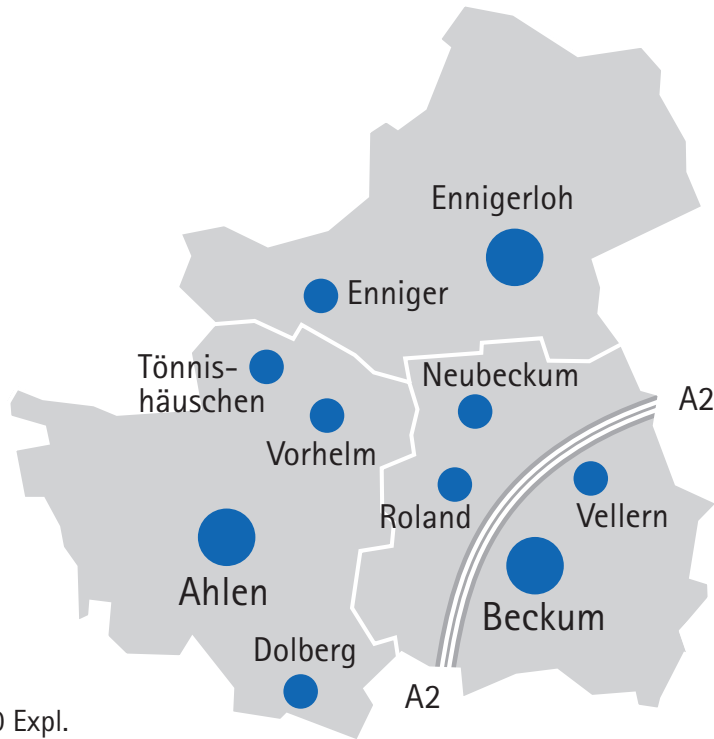 Ennigerloh
Enniger
Tönnis-
häuschen
Neubeckum
A2
Vorhelm
Roland
Vellern
Ahlen
Beckum
Dolberg
A2
Expl.